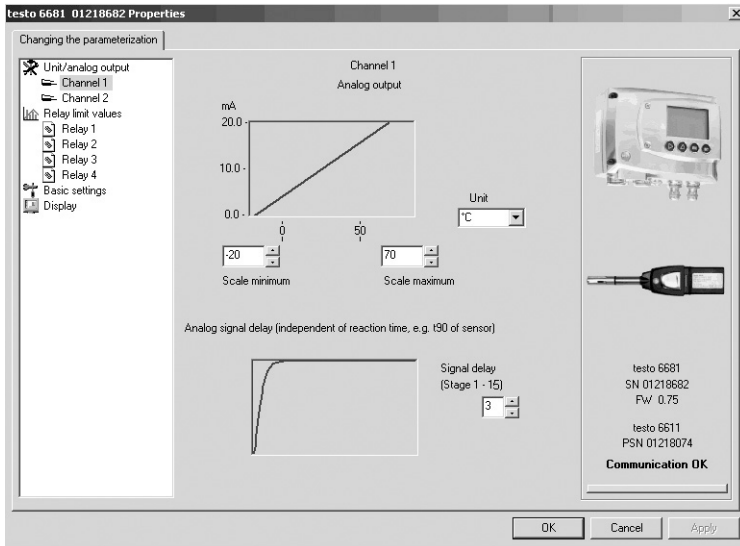 testo 6681 01218682 Properties
Changing the parameterization
Unit/analog output
Channel 1
Channel 2
Relay limit values
Relay 1
Relay 2
Relay 3
Relay 4
Basic settings
Display
Channel 1
Analog output
mA
20.0
10.0
0.0
0
50
Unit
°C
-20
70
Scale minimum
Scale maximum
Analog signal delay (independent of reaction time, e.g. t90 of sensor)
Signal delay
(Stage 1 - 15)
3
testo 6681
SN 01218682
FW 0.75
testo 6611
PSN 01218074
Communication OK
OK
Cancel
Apply